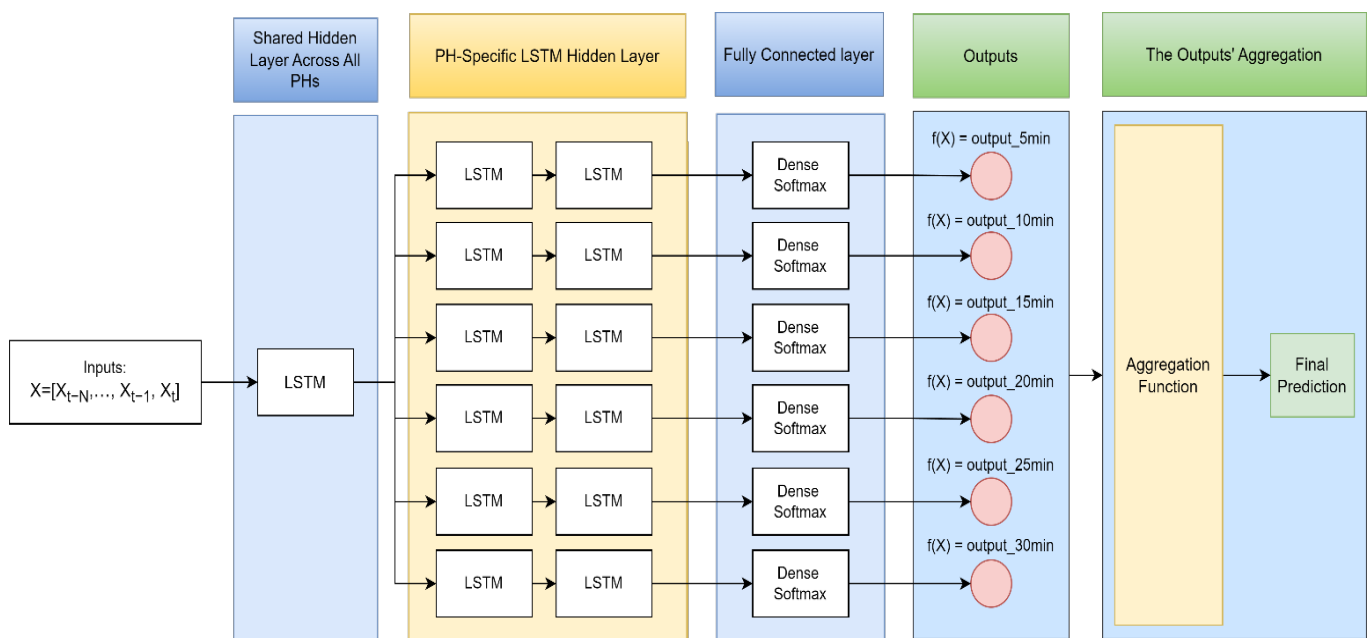 Shared Hidden
Layer Across All
PHs
PH-Specific LSTM Hidden Layer
Fully Connected layer
Outputs
The Outputs' Aggregation
Inputs:
X=[Xt−N,…, Xt−1, Xt]
LSTM
LSTM
LSTM
Dense
Softmax
f(X) = output_5min
LSTM
LSTM
Dense
Softmax
f(X) = output_10min
LSTM
LSTM
Dense
Softmax
f(X) = output_15min
LSTM
LSTM
Dense
Softmax
f(X) = output_20min
LSTM
LSTM
Dense
Softmax
f(X) = output_25min
LSTM
LSTM
Dense
Softmax
f(X) = output_30min
Aggregation
Function
Final
Prediction